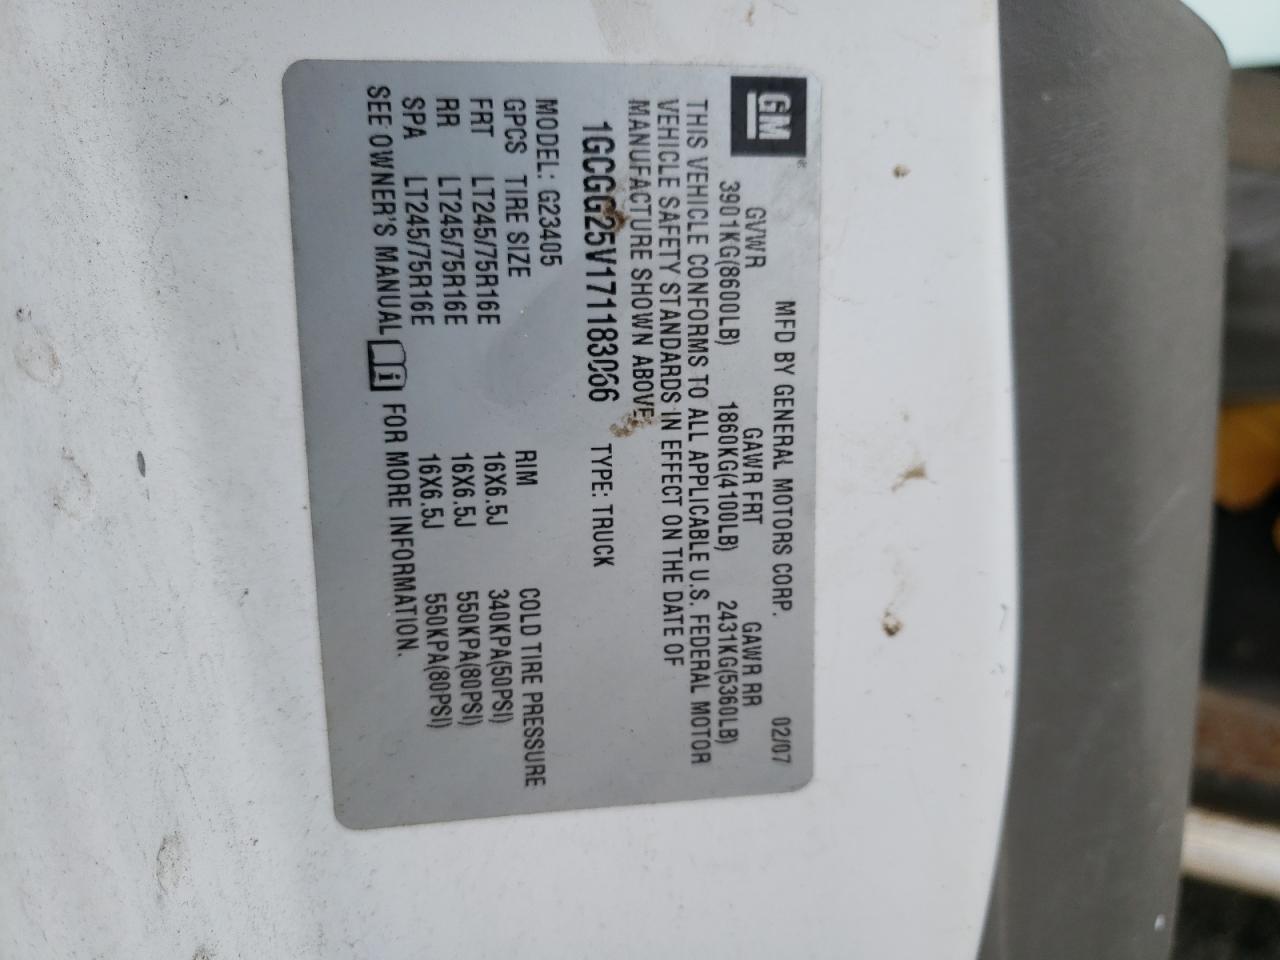 GM
MFD BY GENERAL MOTORS CORP. 02/07
GVWR GAWR FRT GAWR RR
3901KG(8600LB) 1860KG(4100LB) 2431KG(5360LB)
THIS VEHICLE CONFORMS TO ALL APPLICABLE U.S. FEDERAL MOTOR
VEHICLE SAFETY STANDARDS IN EFFECT ON THE DATE OF
MANUFACTURE SHOWN ABOVE.
1GCGG25V171183066 TYPE: TRUCK
MODEL: G23405
GPCS TIRE SIZE RIM COLD TIRE PRESSURE
FRT LT245/75R16E 16X6.5J 340KPA(50PSI)
RR LT245/75R16E 16X6.5J 550KPA(80PSI)
SPA LT245/75R16E 16X6.5J 550KPA(80PSI)
SEE OWNER'S MANUAL i FOR MORE INFORMATION.